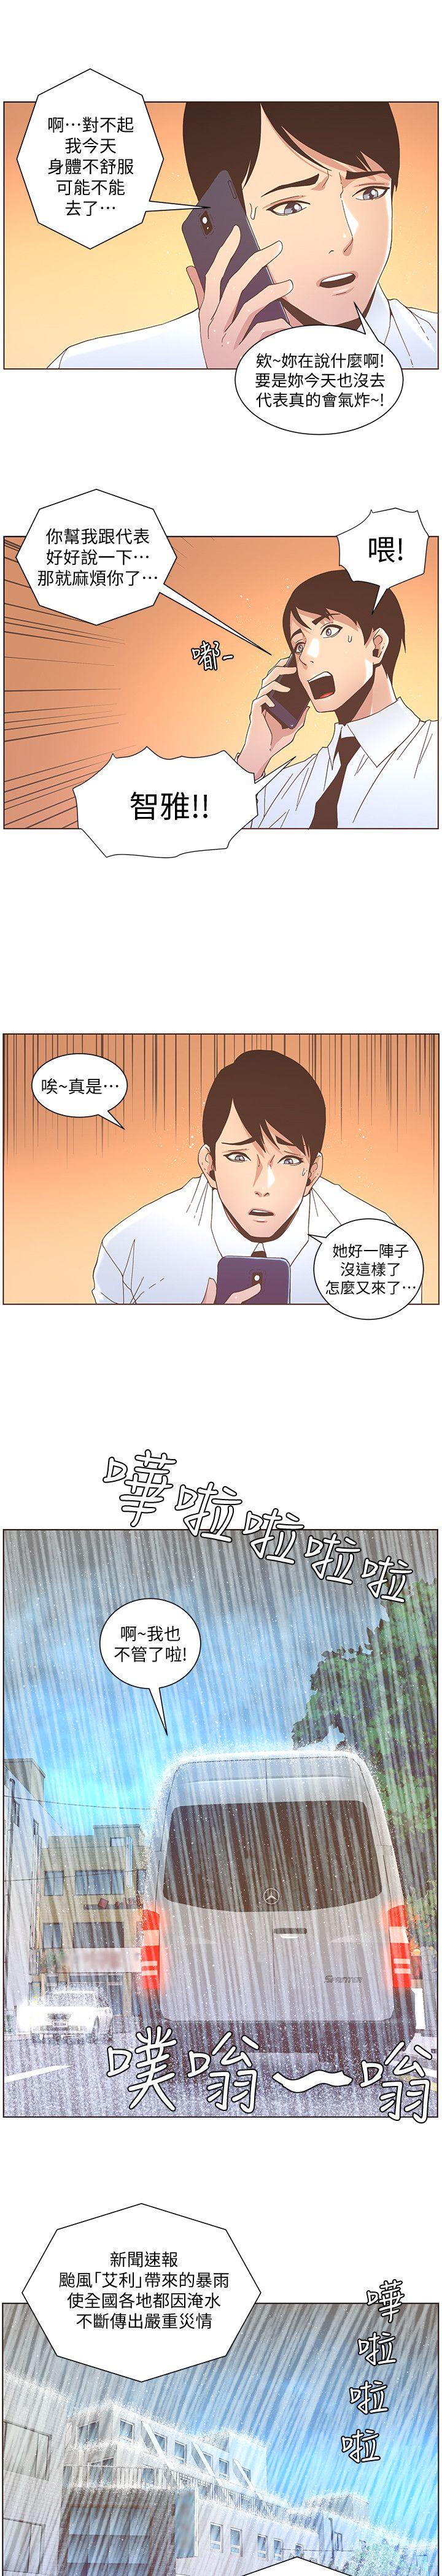 啊⋯對不起
我今天
身體不舒服
可能不能
去了⋯
欸~妳在說什麼啊!
要是妳今天也沒去
代表真的會氣炸~!
你幫我跟代表
好好說一下⋯
那就麻煩你了⋯
喂!
嘟-
智雅!!
唉~真是⋯
她好一陣子
沒這樣了
怎麼又來了⋯
嘩啦啦啦啦
啊~我也
不管了啦!
SPRINTER
噗嗡~嗡
新聞速報
颱風「艾利」帶來的暴雨
使全國各地都因淹水
不斷傳出嚴重災情
嘩
啦
啦
啦